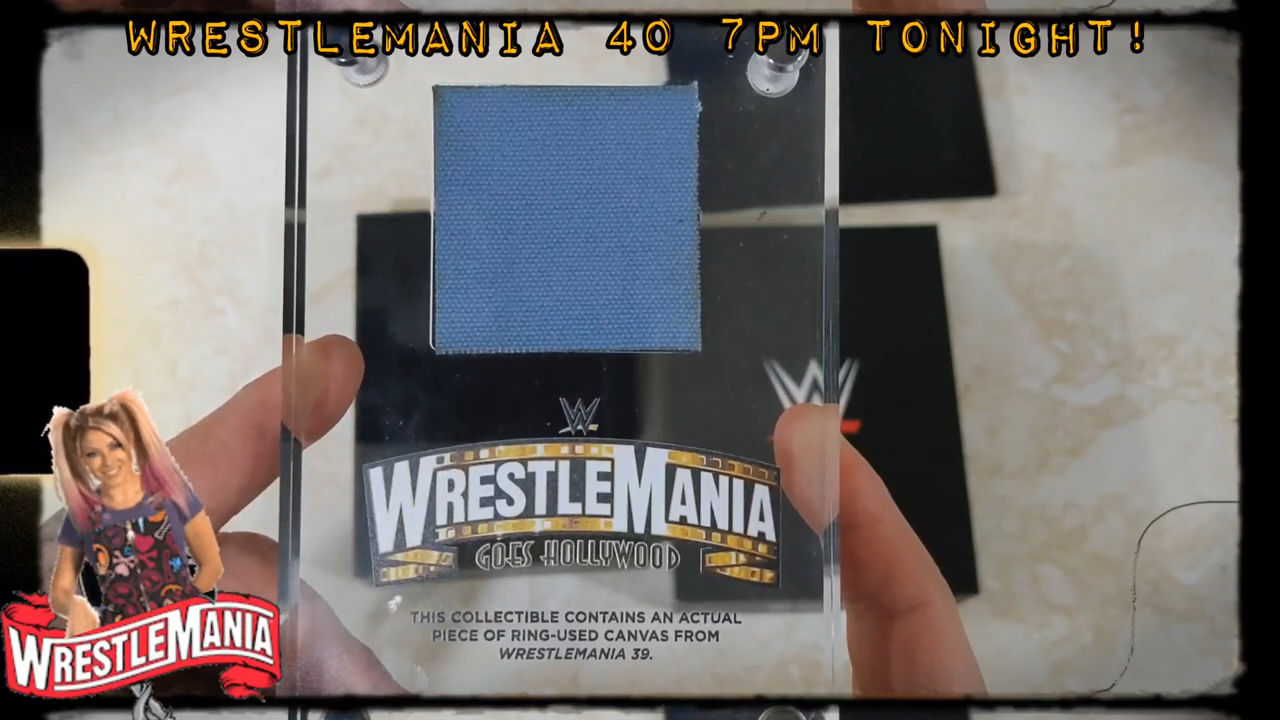 WRESTLEMANIA 40 7PM TONIGHT!
W
W
WRESTLEMANIA
GOES HOLLYWOOD
THIS COLLECTIBLE CONTAINS AN ACTUAL
PIECE OF RING-USED CANVAS FROM
WRESTLEMANIA 39.
WRESTLEMANIA